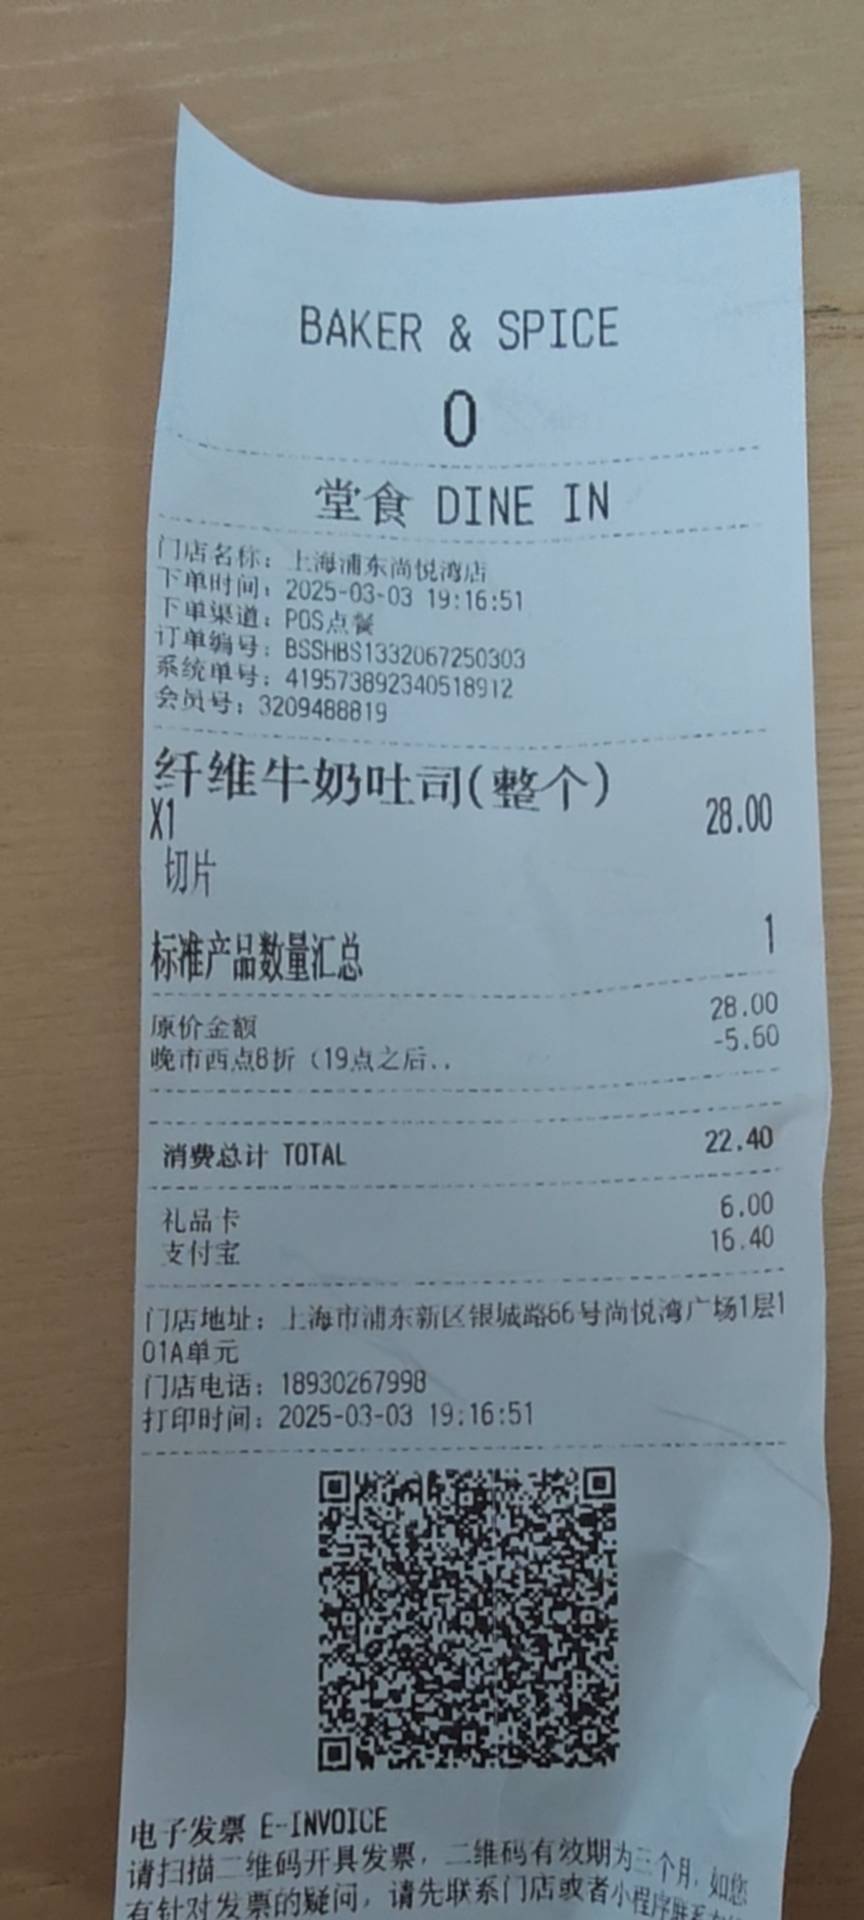 BAKER & SPICE
0
堂食 DINE IN
门店名称：上海浦东尚悦湾店
下单时间：2025-03-03 19:16:51
下单渠道：POS点餐
订单编号：BSSHBS1332067250303
系统单号：419573892340518912
会员号：3209488819
纤维牛奶吐司(整个)
X1 28.00
切片
标准产品数量汇总 1
原价金额 28.00
晚市西点8折（19点之后.. -5.60
消费总计 TOTAL 22.40
礼品卡 6.00
支付宝 16.40
门店地址：上海市浦东新区银城路66号尚悦湾广场1层1
01A单元
门店电话：18930267998
打印时间：2025-03-03 19:16:51
电子发票 E-INVOICE
请扫描二维码开具发票，二维码有效期为三个月，如您
有针对发票的疑问，请先联系门店或者小程序联系